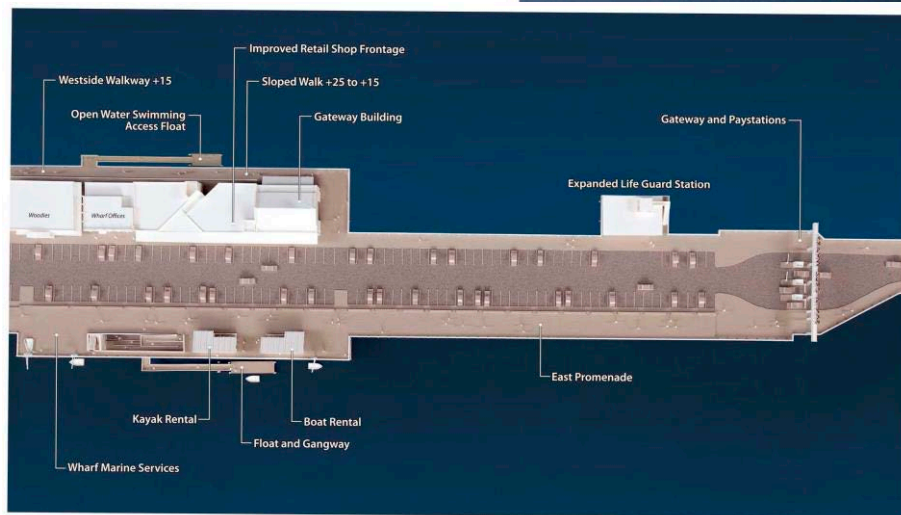 Improved Retail Shop Frontage
Westside Walkway +15
Sloped Walk +25 to +15
Open Water Swimming
Access Float
Gateway Building
Gateway and Paystations
Expanded Life Guard Station
Woodies
Wharf Offices
East Promenade
Kayak Rental
Boat Rental
Float and Gangway
Wharf Marine Services